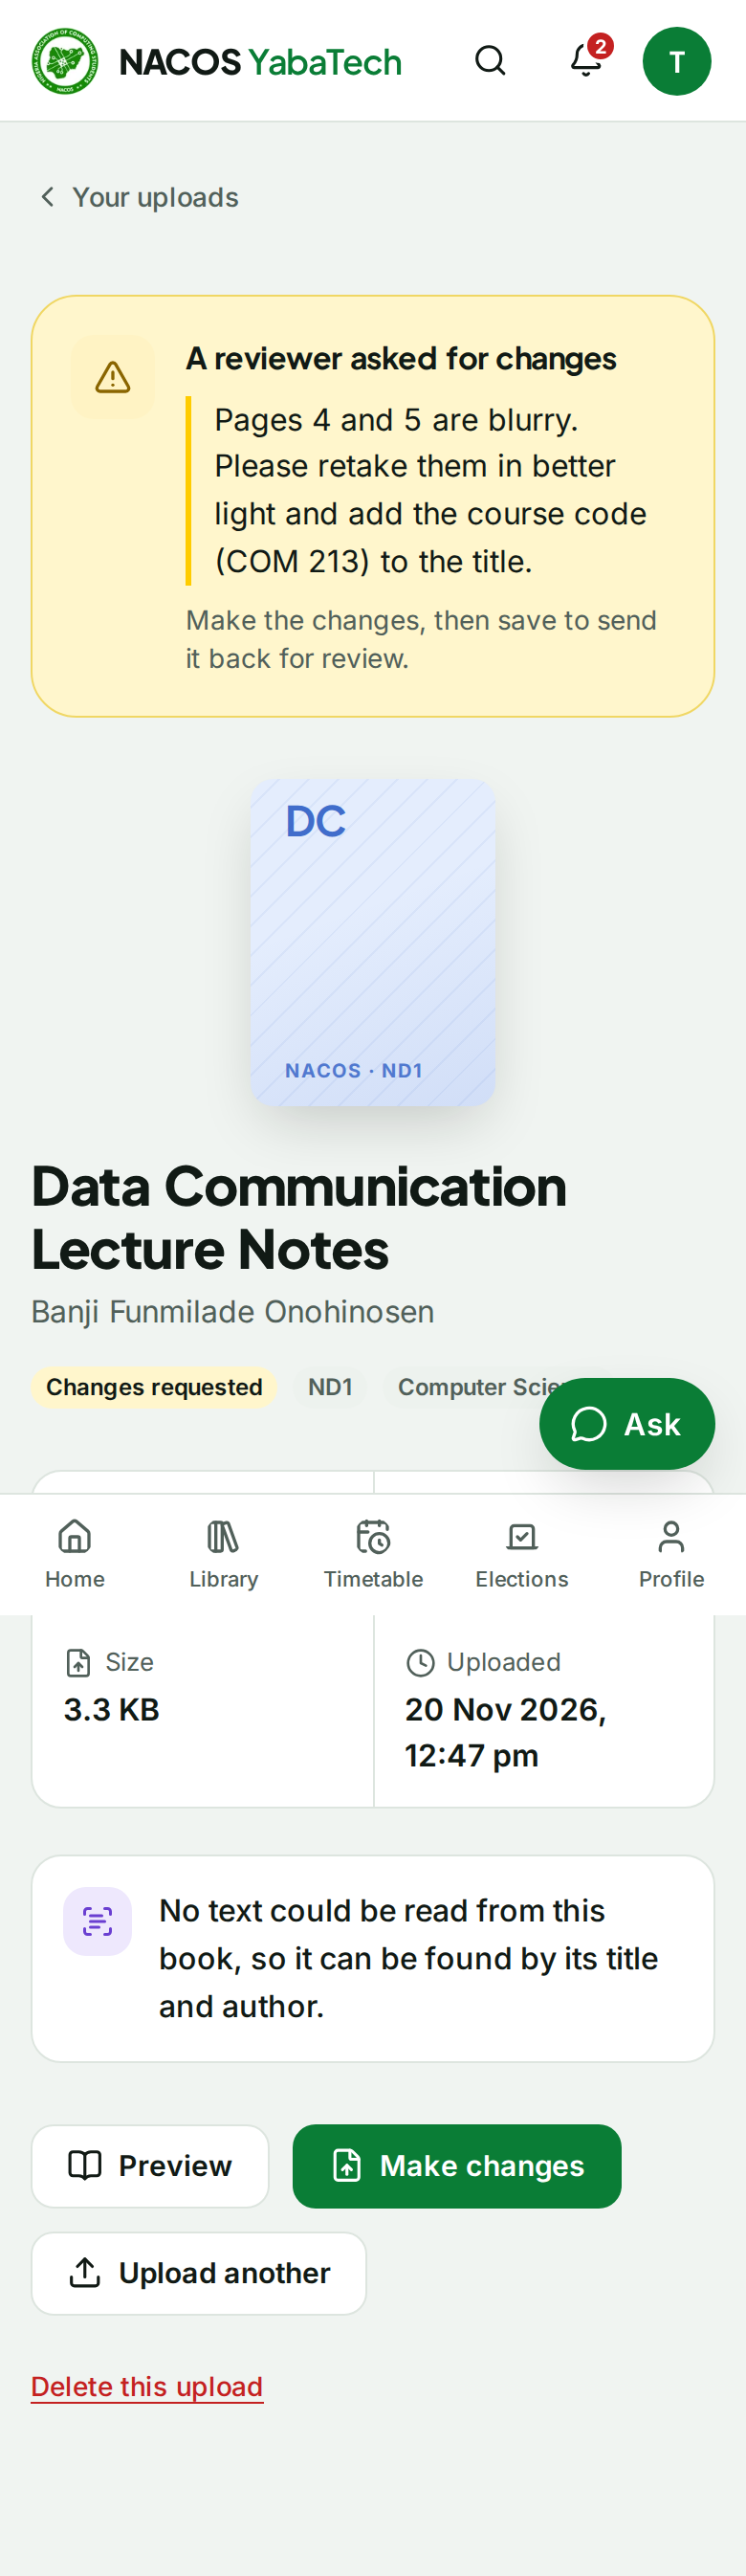 NACOS YabaTech
2
T
Your uploads
A reviewer asked for changes
Pages 4 and 5 are blurry.
Please retake them in better
light and add the course code
(COM 213) to the title.
Make the changes, then save to send
it back for review.
DC
NACOS · ND1
Data Communication
Lecture Notes
Banji Funmilade Onohinosen
Changes requested ND1 Computer
Ask
Home Library Timetable Elections Profile
Size
3.3 KB
Uploaded
20 Nov 2026,
12:47 pm
No text could be read from this
book, so it can be found by its title
and author.
Preview
Make changes
Upload another
Delete this upload